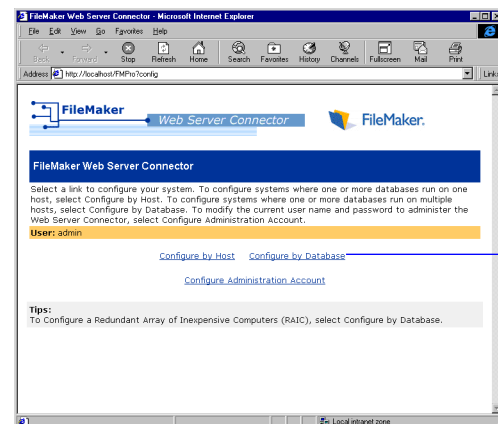 FileMaker Web Server Connector - Microsoft Internet Explorer
File Edit View Go Favorites Help
Back Forward Stop Refresh Home Search Favorites History Channels Fullscreen Mail Print
Address http://localhost/FMPro?config Links
FileMaker
Web Server Connector
FileMaker.
FileMaker Web Server Connector
Select a link to configure your system. To configure systems where one or more databases run on one
host, select Configure by Host. To configure systems where one or more databases run on multiple
hosts, select Configure by Database. To modify the current user name and password to administer the
Web Server Connector, select Configure Administration Account.
User: admin
Configure by Host Configure by Database
Configure Administration Account
Tips:
To Configure a Redundant Array of Inexpensive Computers (RAIC), select Configure by Database.
Local intranet zone